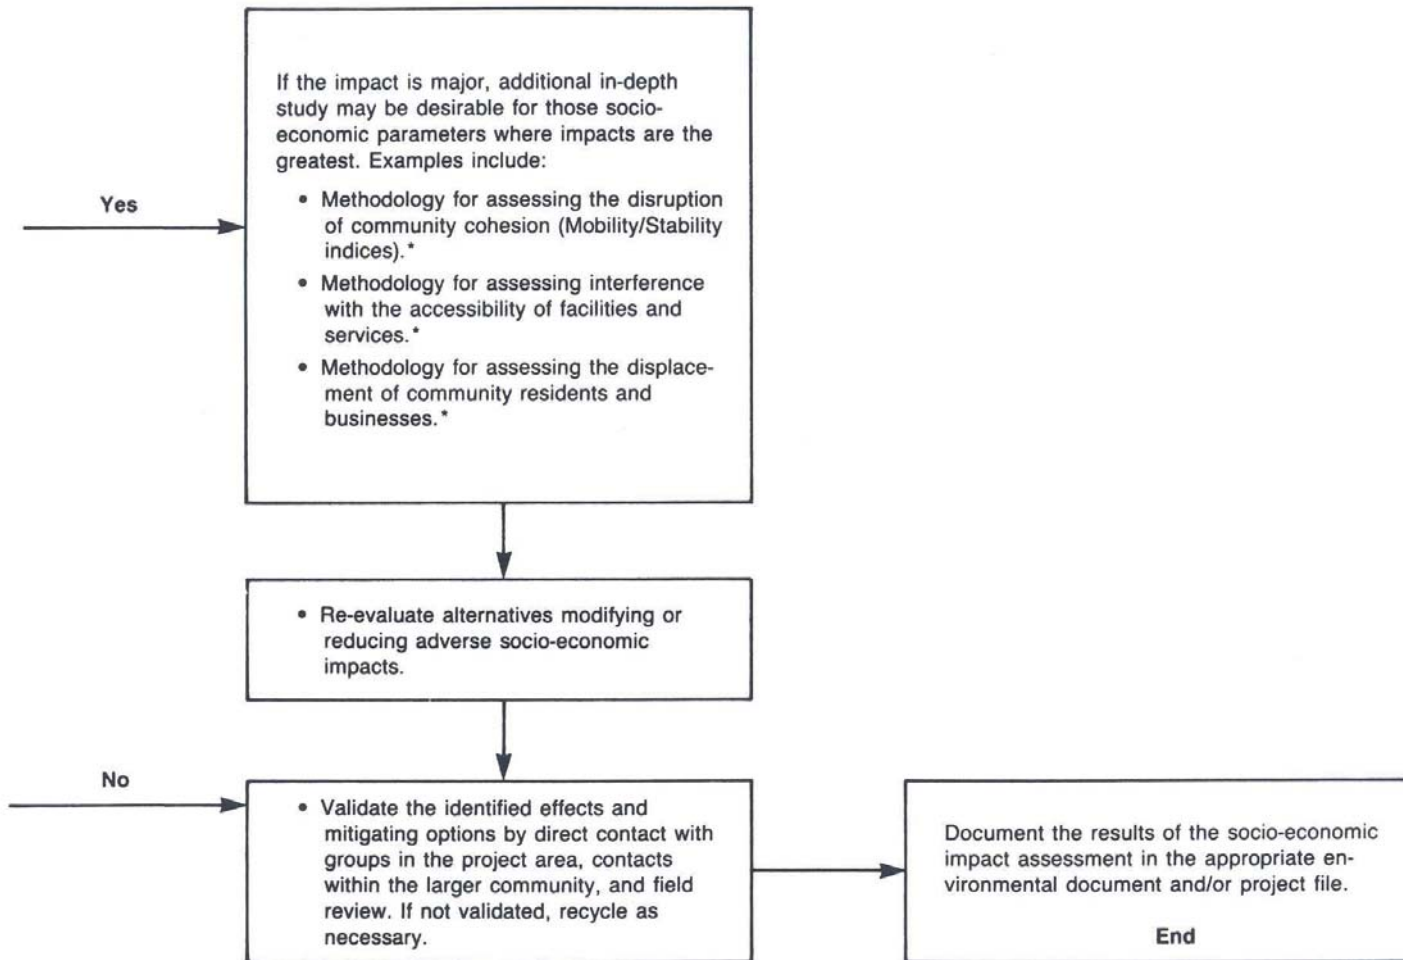 If the impact is major, additional in-depth
study may be desirable for those socio-
economic parameters where impacts are the
greatest. Examples include:
Yes
• Methodology for assessing the disruption
of community cohesion (Mobility/Stability
indices).*
• Methodology for assessing interference
with the accessibility of facilities and
services.*
• Methodology for assessing the displace-
ment of community residents and
businesses.*
• Re-evaluate alternatives modifying or
reducing adverse socio-economic
impacts.
No
• Validate the identified effects and
mitigating options by direct contact with
groups in the project area, contacts
within the larger community, and field
review. If not validated, recycle as
necessary.
Document the results of the socio-economic
impact assessment in the appropriate en-
vironmental document and/or project file.
End